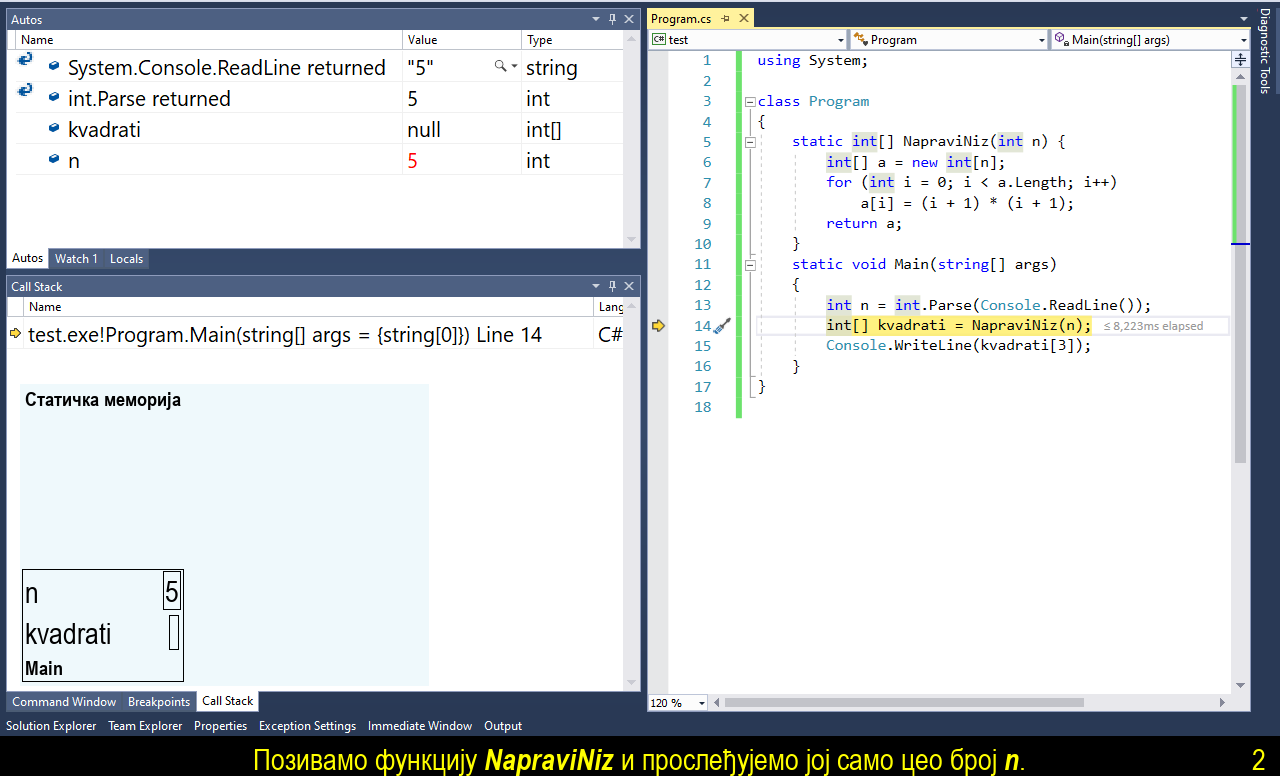 Autos
Name Value Type
System.Console.ReadLine returned "5" string
int.Parse returned 5 int
kvadrati null int[]
n 5 int
Autos Watch 1 Locals
Call Stack
Name Lang
test.exe!Program.Main(string[] args = {string[0]}) Line 14 C#
Статичка меморија
n 5
kvadrati
Main
Command Window Breakpoints Call Stack
Solution Explorer Team Explorer Properties Exception Settings Immediate Window Output
Program.cs
C# test Program Main(string[] args)
1 using System;
2
3 class Program
4 {
5 static int[] NapraviNiz(int n) {
6 int[] a = new int[n];
7 for (int i = 0; i < a.Length; i++)
8 a[i] = (i + 1) * (i + 1);
9 return a;
10 }
11 static void Main(string[] args)
12 {
13 int n = int.Parse(Console.ReadLine());
14 int[] kvadrati = NapraviNiz(n); ≤ 8,223ms elapsed
15 Console.WriteLine(kvadrati[3]);
16 }
17 }
18
120 %
Diagnostic Tools
Позивамо функцију NapraviNiz и прослеђујемо јој само цео број n. 2